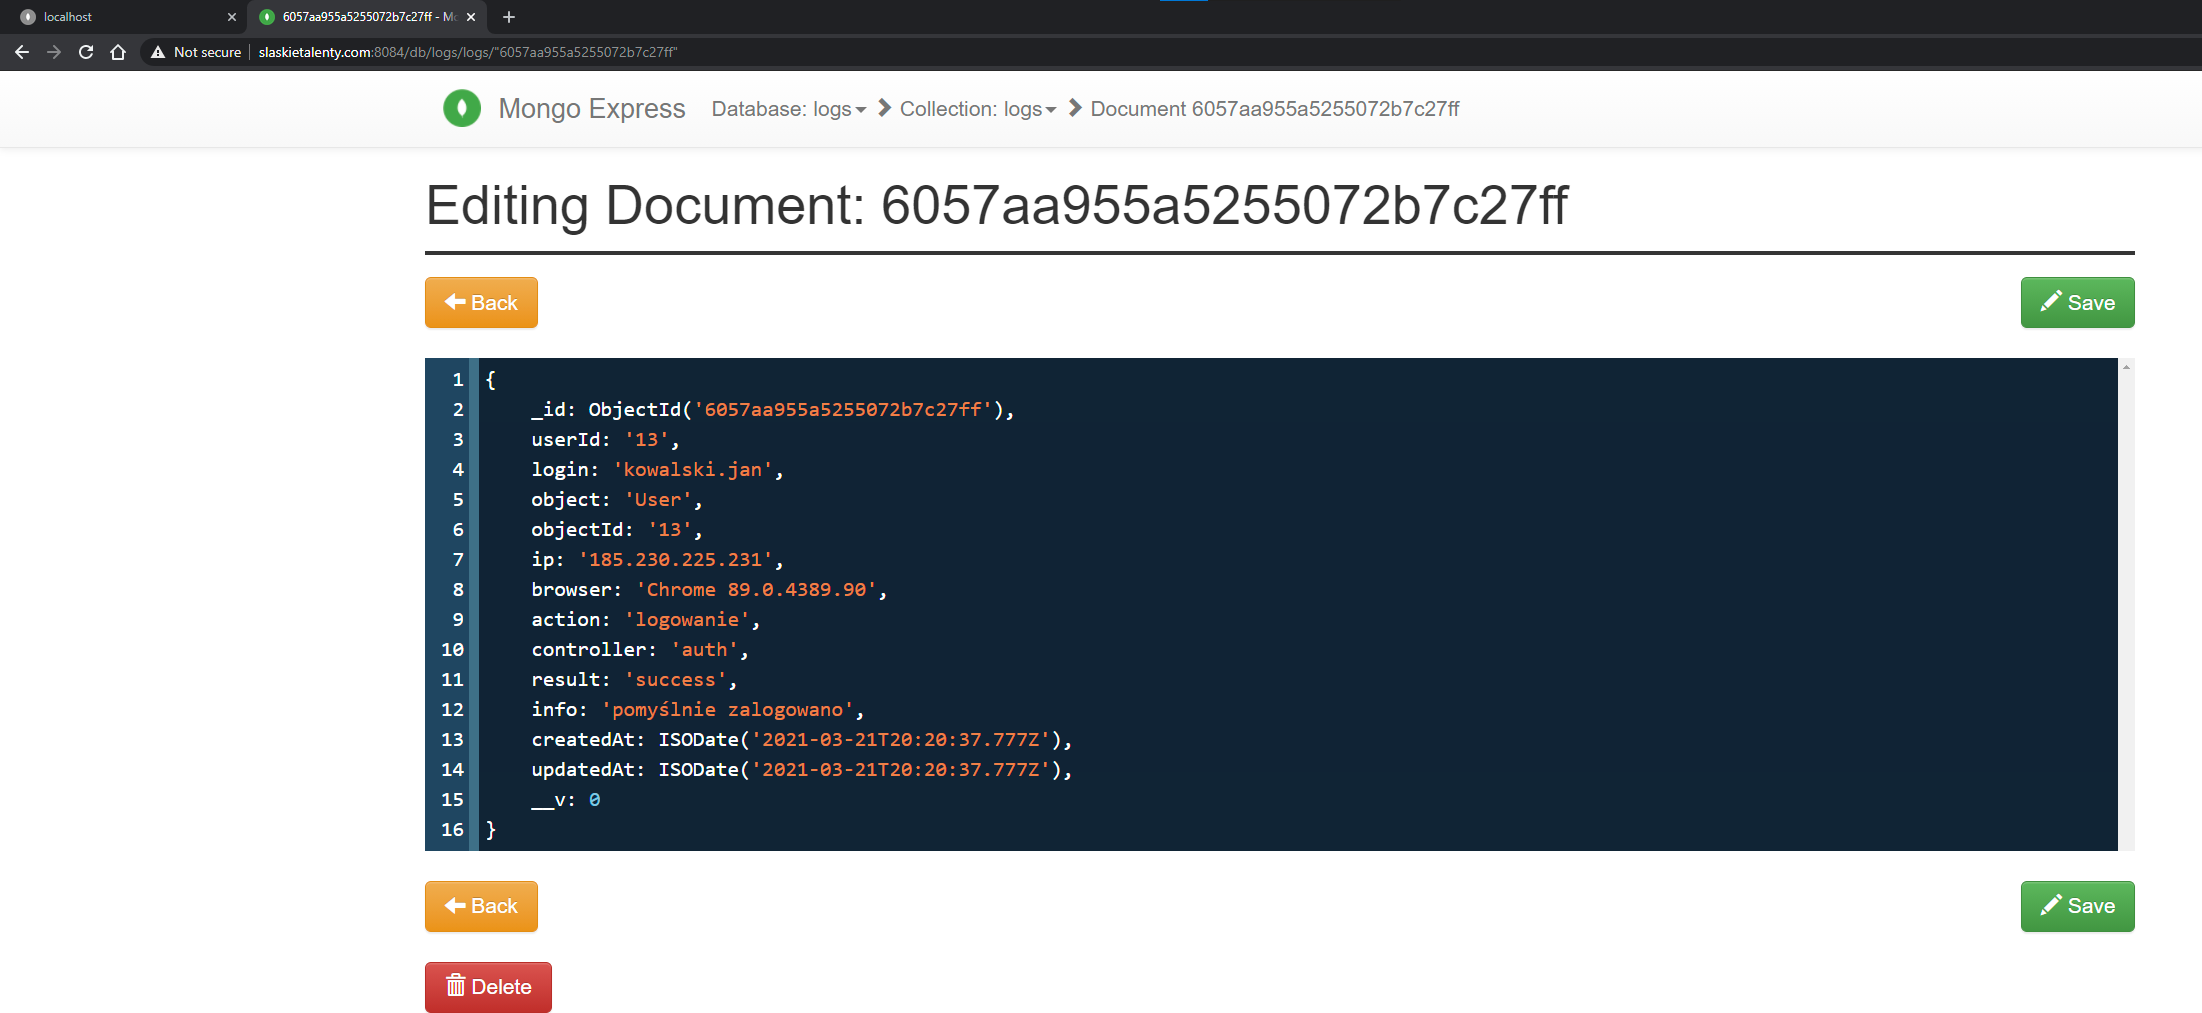 localhost
6057aa955a5255072b7c27ff - Mo
Not secure slaskietalenty.com:8084/db/logs/logs/"6057aa955a5255072b7c27ff"
Mongo Express Database: logs Collection: logs Document 6057aa955a5255072b7c27ff
Editing Document: 6057aa955a5255072b7c27ff
Back Save
1 {
2 _id: ObjectId('6057aa955a5255072b7c27ff'),
3 userId: '13',
4 login: 'kowalski.jan',
5 object: 'User',
6 objectId: '13',
7 ip: '185.230.225.231',
8 browser: 'Chrome 89.0.4389.90',
9 action: 'logowanie',
10 controller: 'auth',
11 result: 'success',
12 info: 'pomyślnie zalogowano',
13 createdAt: ISODate('2021-03-21T20:20:37.777Z'),
14 updatedAt: ISODate('2021-03-21T20:20:37.777Z'),
15 __v: 0
16 }
Back Save
Delete